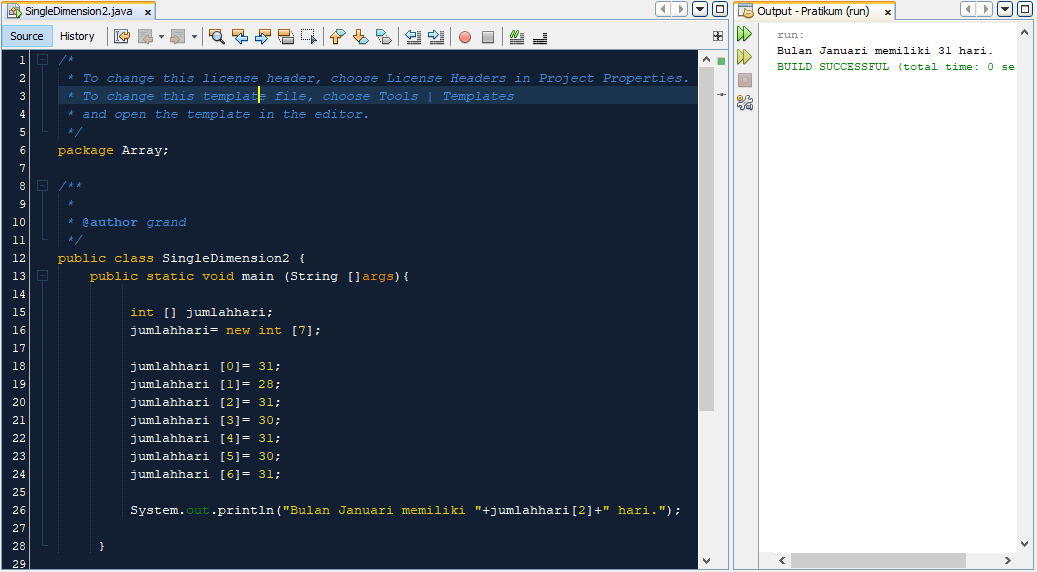 SingleDimension2.java
Source History
1 /*
2 * To change this license header, choose License Headers in Project Properties.
3 * To change this template file, choose Tools | Templates
4 * and open the template in the editor.
5 */
6 package Array;
7
8 /**
9 *
10 * @author grand
11 */
12 public class SingleDimension2 {
13 public static void main (String []args){
14
15 int [] jumlahhari;
16 jumlahhari= new int [7];
17
18 jumlahhari [0]= 31;
19 jumlahhari [1]= 28;
20 jumlahhari [2]= 31;
21 jumlahhari [3]= 30;
22 jumlahhari [4]= 31;
23 jumlahhari [5]= 30;
24 jumlahhari [6]= 31;
25
26 System.out.println("Bulan Januari memiliki "+jumlahhari[2]+" hari.");
27
28 }
29
Output - Pratikum (run)
run:
Bulan Januari memiliki 31 hari.
BUILD SUCCESSFUL (total time: 0 se